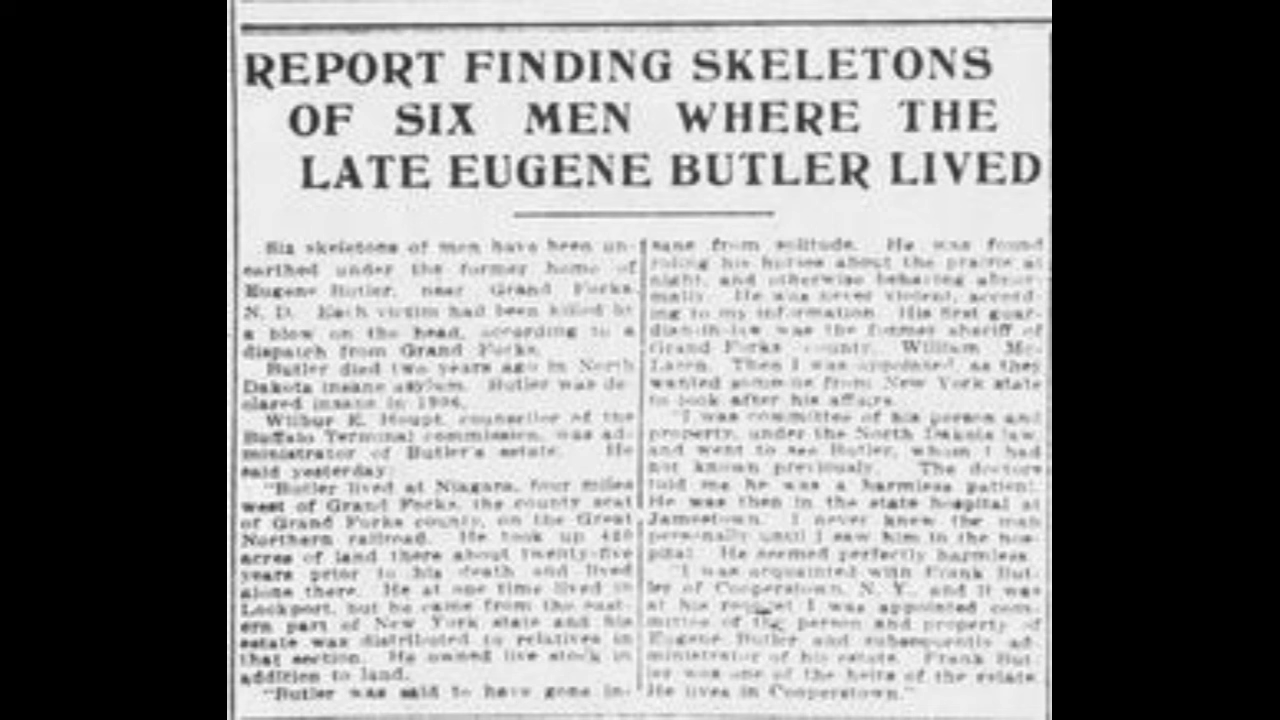 REPORT FINDING SKELETONS
OF SIX MEN WHERE THE
LATE EUGENE BUTLER LIVED
Six skeletons of men have been un-
earthed under the former home of
Eugene Butler, near Grand Forks,
N. D. Each victim had been killed by
a blow on the head, according to a
dispatch from Grand Forks.
Butler died two years ago in North
Dakota insane asylum. Butler was de-
clared insane in
Wilbur E. Houpt, counsellor of the
Buffalo Terminal commission, was ad-
ministrator of Butler's estate. He
said yesterday:
"Butler lived at Niagara, four miles
west of Grand Forks, the county seat
of Grand Forks county, on the Great
Northern railroad. He took up
acres of land there about twenty-five
years prior to his death and lived
alone there. He at one time lived in
Lockport, but he came from the east-
ern part of New York state and his
estate was distributed to relatives in
that section. He owned live stock in
addition to land.
"Butler was said to have gone in-
sane from solitude. He was found
riding his horses about the prairie at
night, and otherwise behaving abnor-
mally. He was never violent, accord-
ing to my information. His first guar-
dian-in-law was the former sheriff of
Grand Forks county, William Mc-
Laren. Then I was appointed, as they
wanted someone from New York state
to look after his affairs.
"I was committee of his person and
property, under the North Dakota law,
and went to see Butler, whom I had
not known previously. The doctors
told me he was a harmless patient.
He was then in the state hospital at
Jamestown. I never knew the man
personally until I saw him in the hos-
pital. He seemed perfectly harmless.
"I was acquainted with Frank But-
ler of Cooperstown, N. Y., and it was
at his request I was appointed com-
mittee of the person and property of
Eugene Butler and subsequently ad-
ministrator of his estate. Frank But-
ler was one of the heirs of the estate.
He lives in Cooperstown."